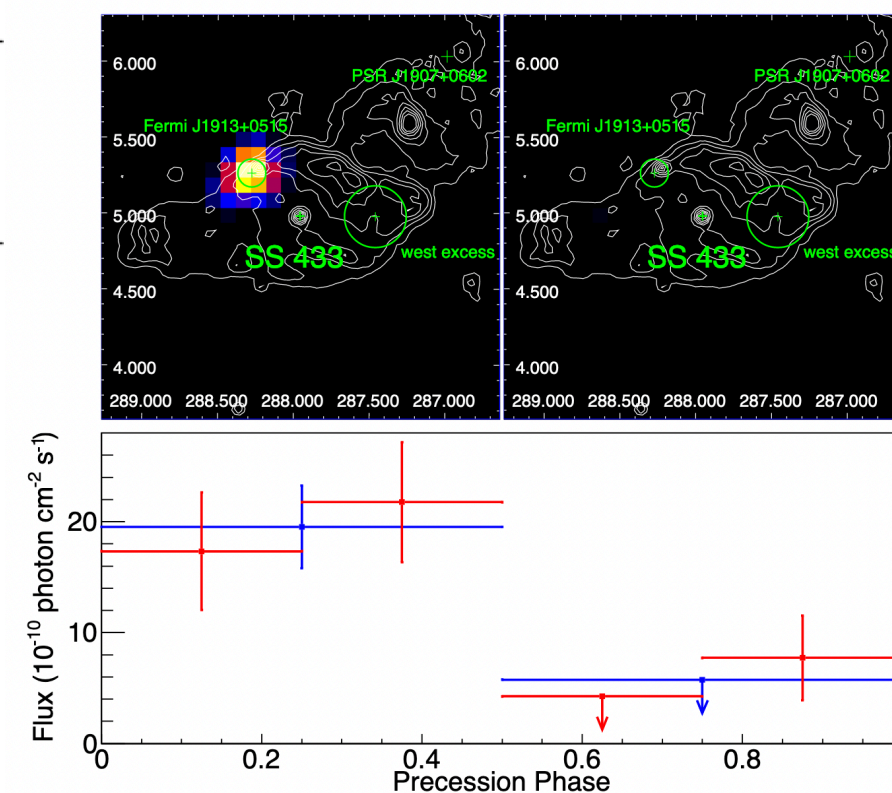 6.000
PSR J1907+0602
Fermi J1913+0515
5.500
5.000
SS 433
west excess
4.500
4.000
289.000 288.500 288.000 287.500 287.000
PSR J1907+0602
Fermi J1913+0515
SS 433
west excess
289.000 288.500 288.000 287.500 287.000
6.000
5.500
5.000
4.500
4.000
Flux (10⁻¹⁰ photon cm⁻² s⁻¹)
20
10
0
0 0.2 0.4 0.6 0.8
Precession Phase